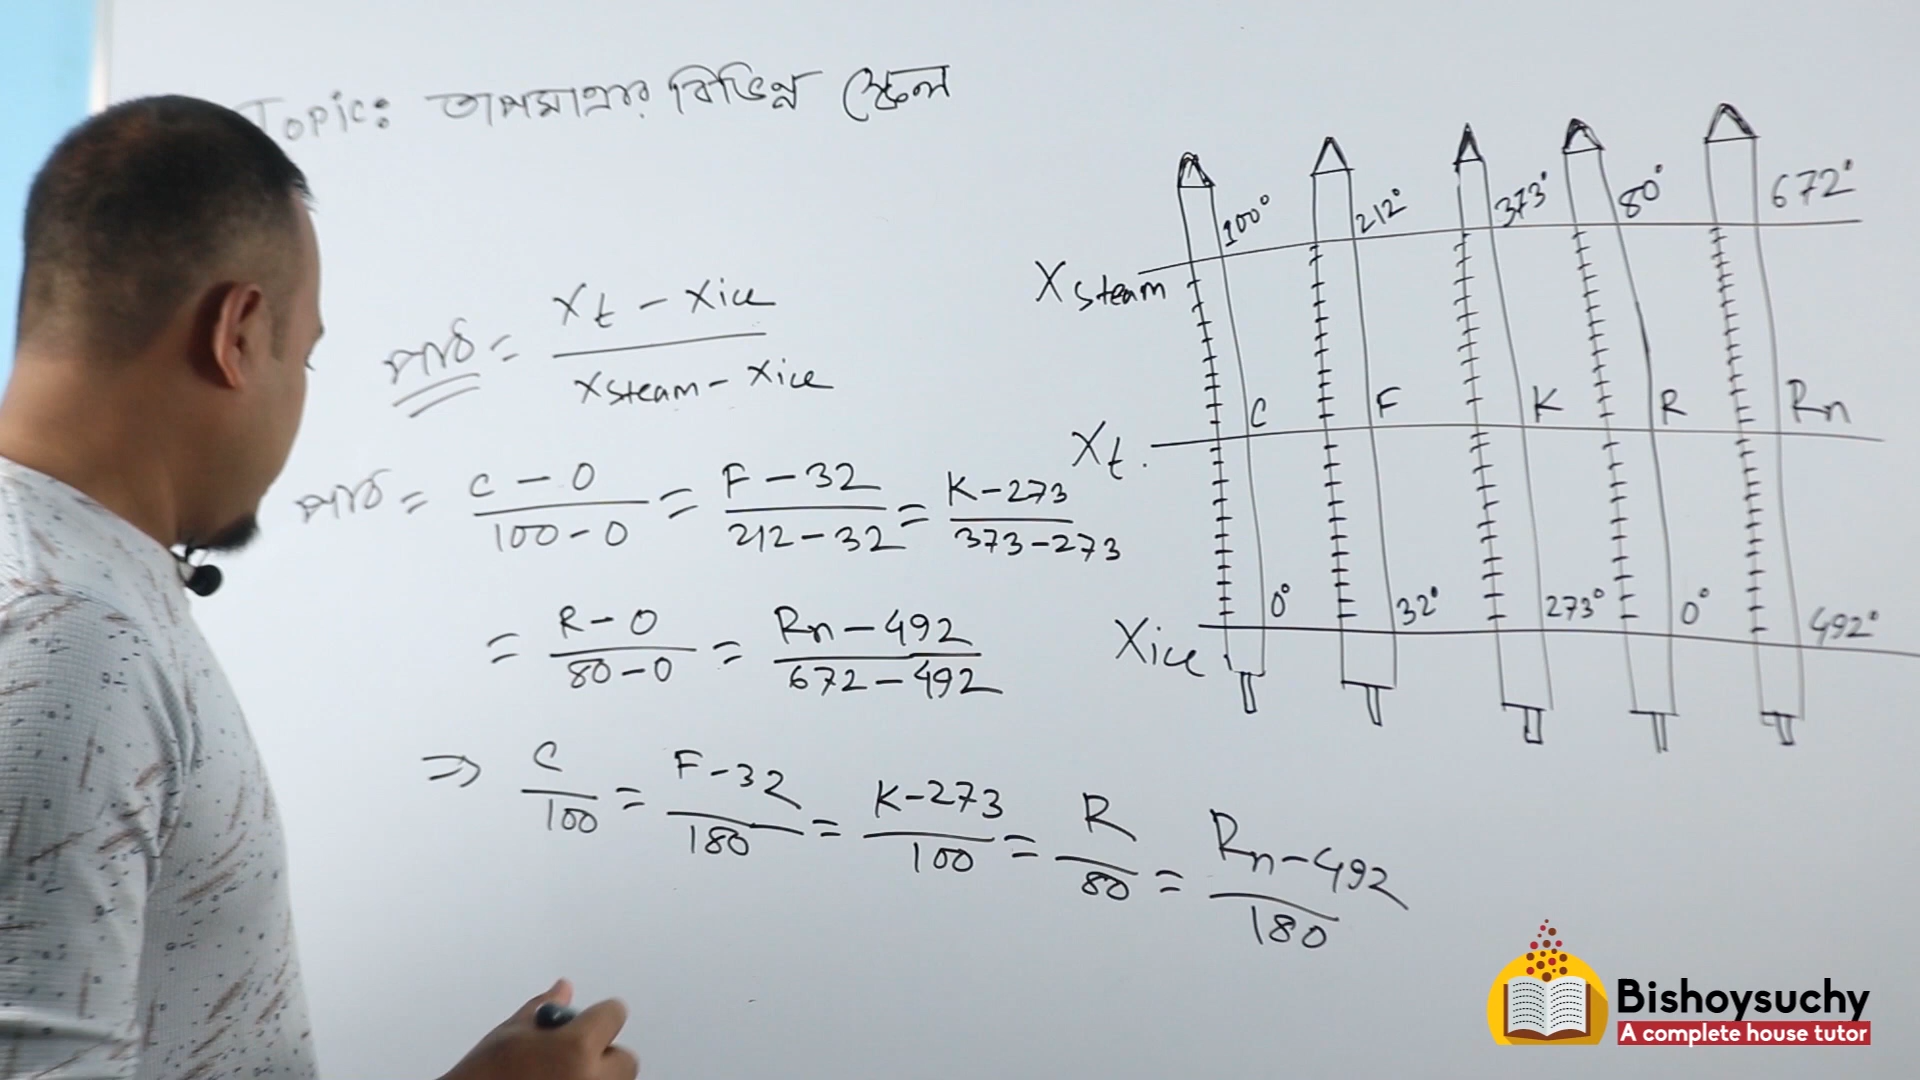 Topic: তাপমাত্রার বিভিন্ন স্কেল
পাঠ = Xt - Xice / Xsteam - Xice
পাঠ = C - 0 / 100 - 0 = F - 32 / 212 - 32 = K - 273 / 373 - 273
= R - 0 / 80 - 0 = Rn - 492 / 672 - 492
⇒ C / 100 = F - 32 / 180 = K - 273 / 100 = R / 80 = Rn - 492 / 180
100° 212° 373° 80° 672°
Xsteam
C F K R Rn
Xt
0° 32° 273° 0° 492°
Xice
Bishoysuchy
A complete house tutor